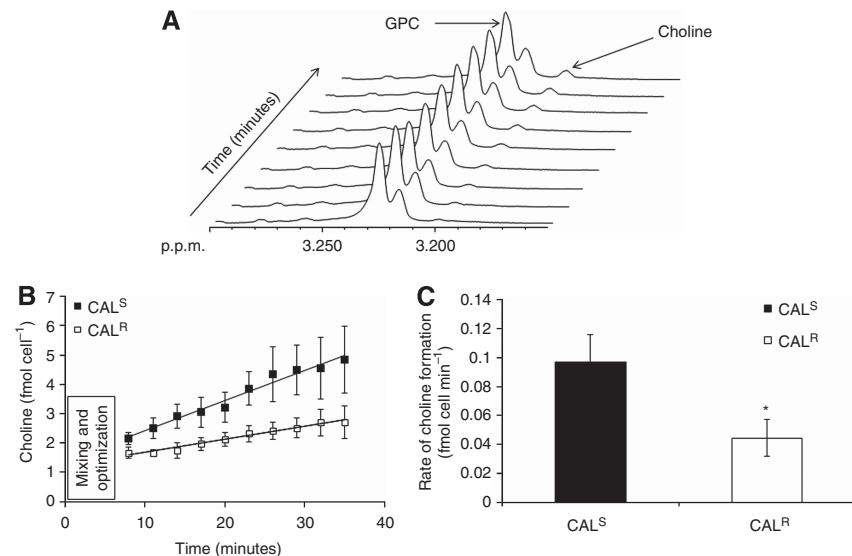 A
GPC
Choline
Time (minutes)
p.p.m.
3.250
3.200
B
CALˢ
CALᴿ
Choline (fmol cell⁻¹)
7
6
5
4
3
2
1
0
Mixing and
optimization
0
10
20
30
40
Time (minutes)
C
CALˢ
CALᴿ
Rate of choline formation
(fmol cell min⁻¹)
0.14
0.12
0.1
0.08
0.06
0.04
0.02
0
*
CALˢ
CALᴿ